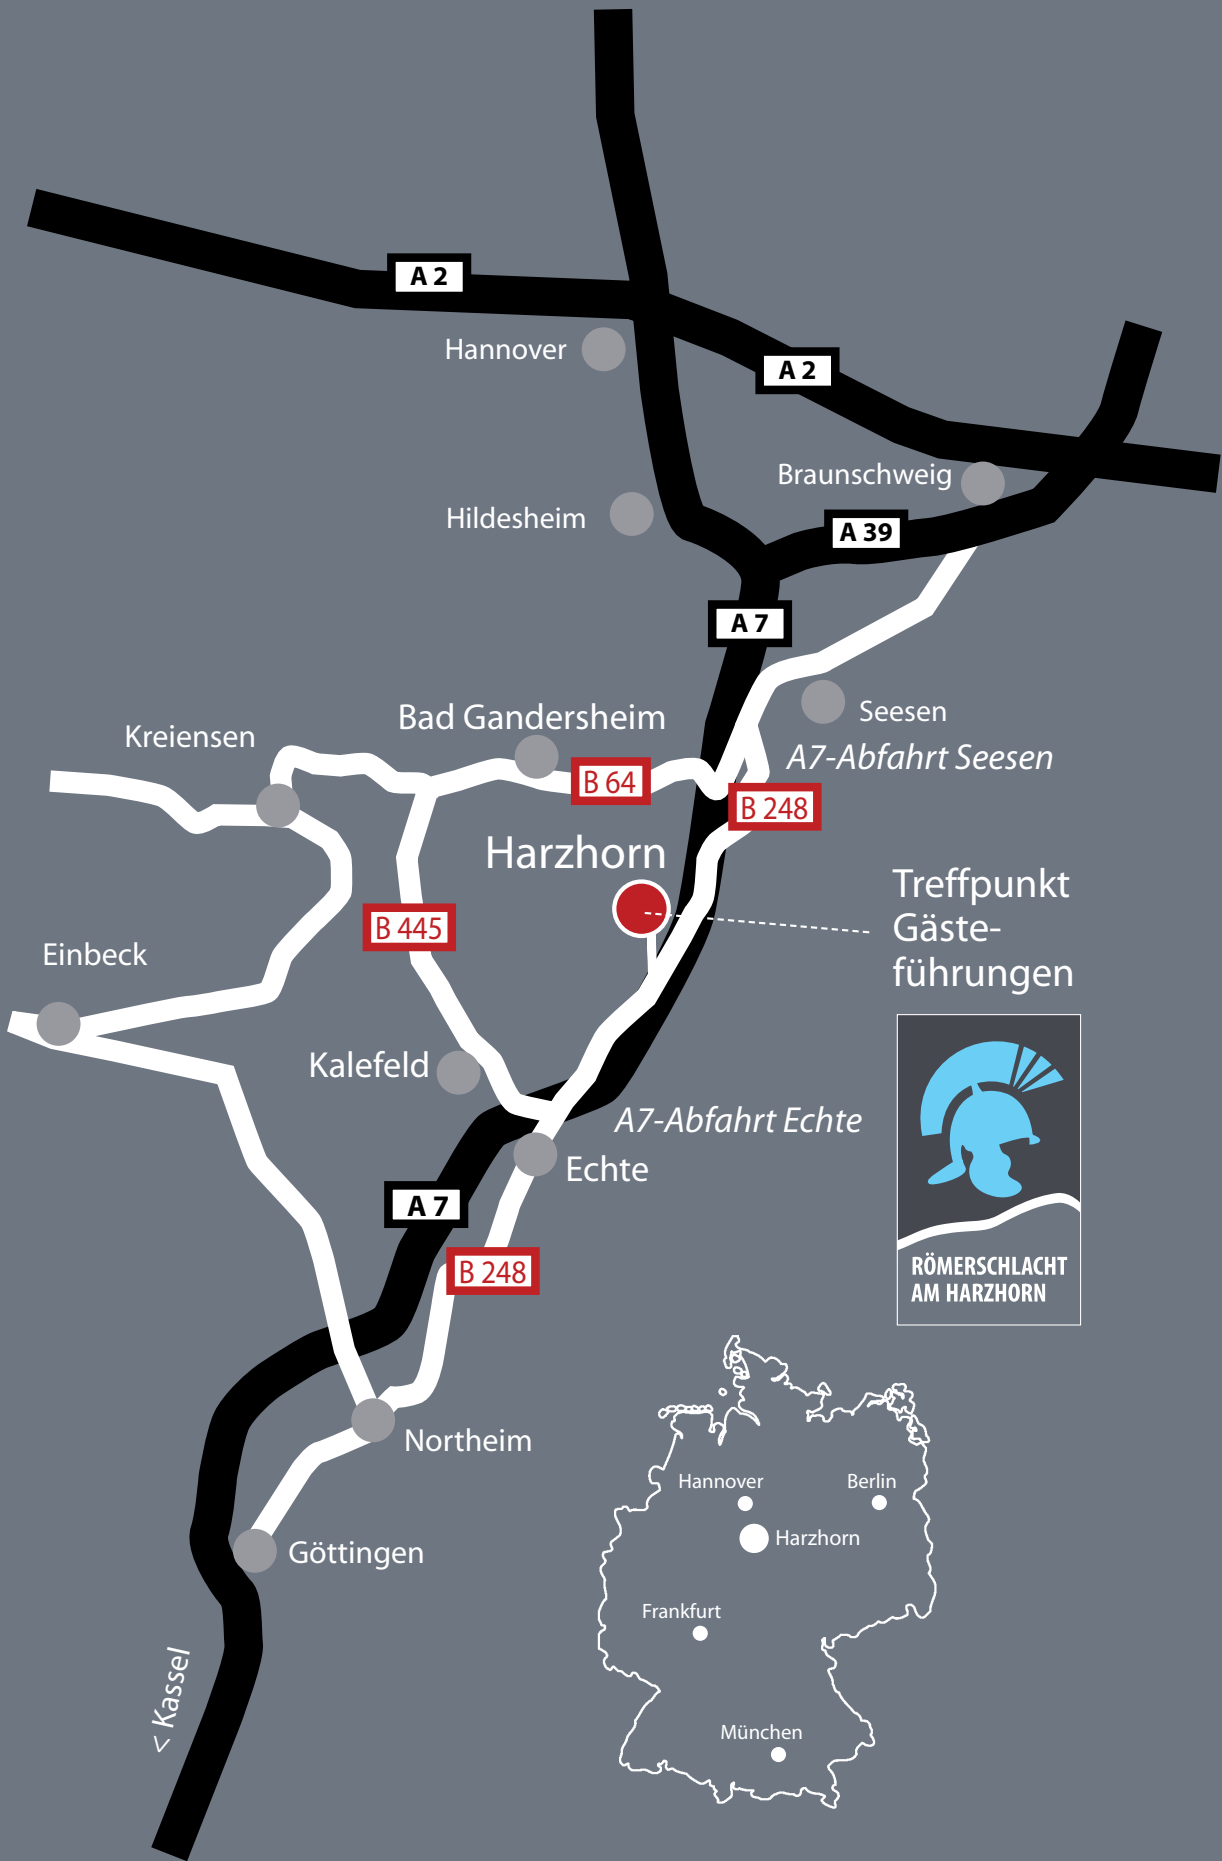 A 2
Hannover
A 2
Braunschweig
Hildesheim
A 39
A 7
Bad Gandersheim
Seesen
Kreiensen
A7-Abfahrt Seesen
B 64
B 248
Harzhorn
Treffpunkt
Gäste-
führungen
B 445
Einbeck
Kalefeld
A7-Abfahrt Echte
Echte
A 7
B 248
RÖMERSCHLACHT
AM HARZHORN
Northeim
Göttingen
< Kassel
Hannover
Berlin
Harzhorn
Frankfurt
München